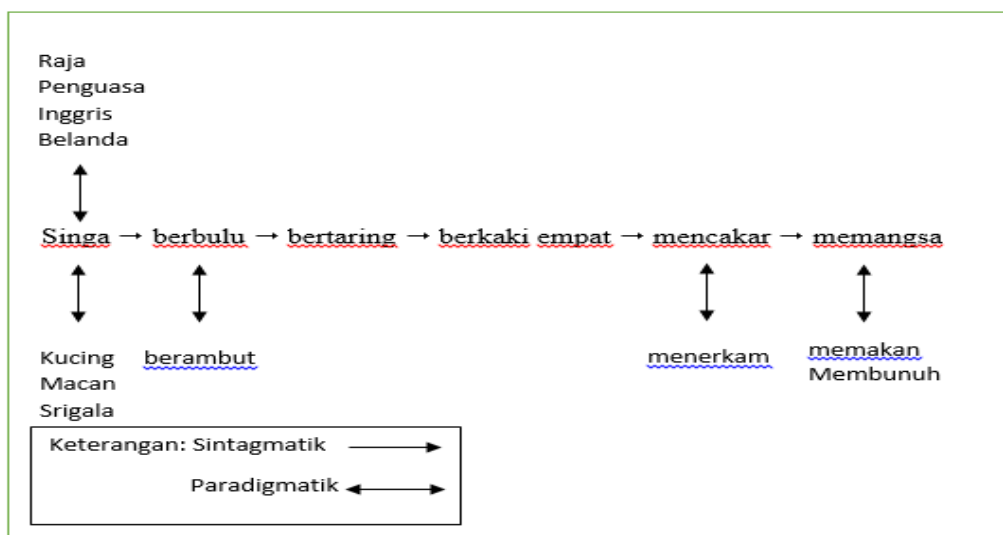 Raja
Penguasa
Inggris
Belanda
Singa → berbulu → bertaring → berkaki empat → mencakar → memangsa
Kucing
Macan
Srigala
berambut
menerkam
memakan
Membunuh
Keterangan: Sintagmatik
Paradigmatik